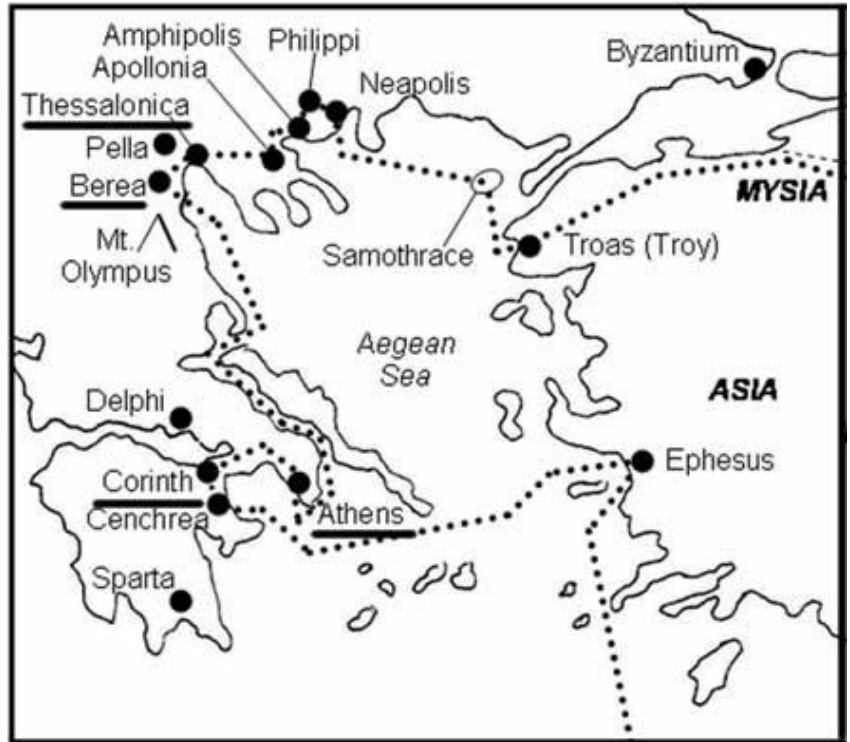 Amphipolis
Philippi
Byzantium
Apollonia
Neapolis
Thessalonica
Pella
Berea
MYSIA
Mt.
Olympus
Samothrace
Troas (Troy)
Aegean
Sea
ASIA
Delphi
Ephesus
Corinth
Cenchrea
Athens
Sparta